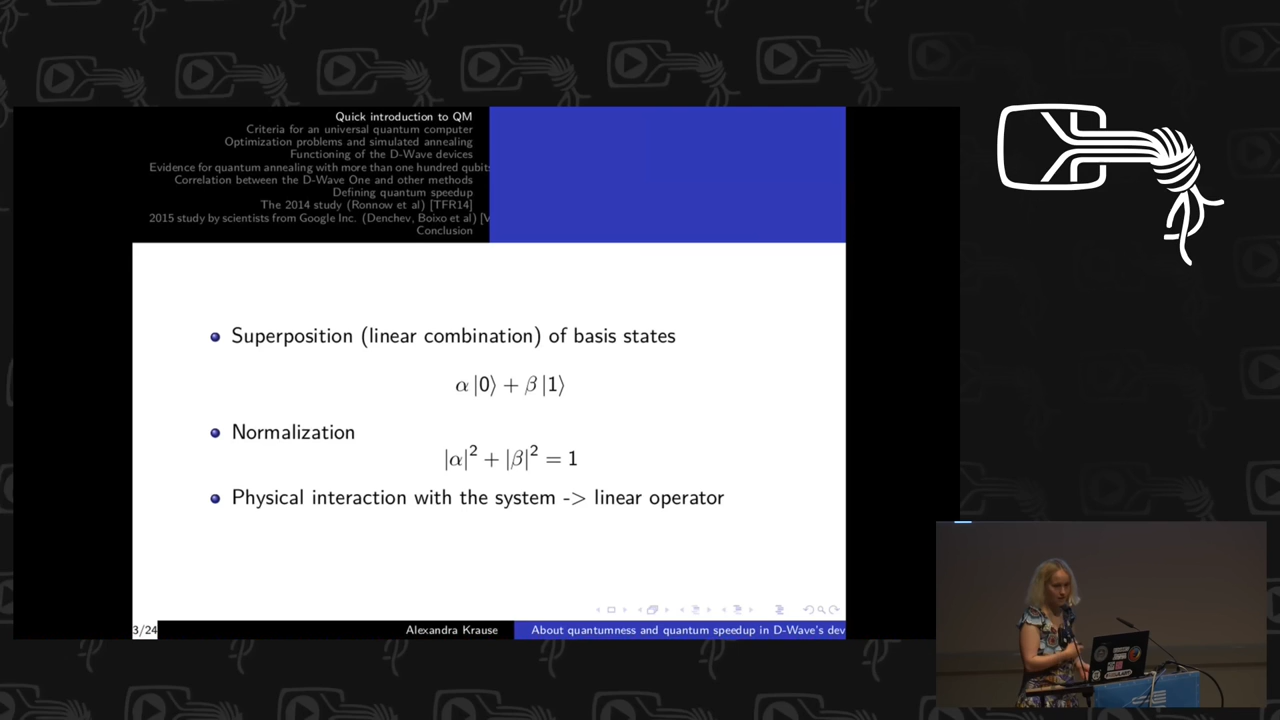 Quick introduction to QM
Criteria for an universal quantum computer
Optimization problems and simulated annealing
Functioning of the D-Wave devices
Evidence for quantum annealing with more than one hundred qubits
Correlation between the D-Wave One and other methods
Defining quantum speedup
The 2014 study (Ronnow et al) [TFR14]
2015 study by scientists from Google Inc. (Denchev, Boixo et al) [V
Conclusion
Superposition (linear combination) of basis states
α |0⟩ + β |1⟩
Normalization
|α|² + |β|² = 1
Physical interaction with the system -> linear operator
3/24
Alexandra Krause
About quantumness and quantum speedup in D-Wave's dev